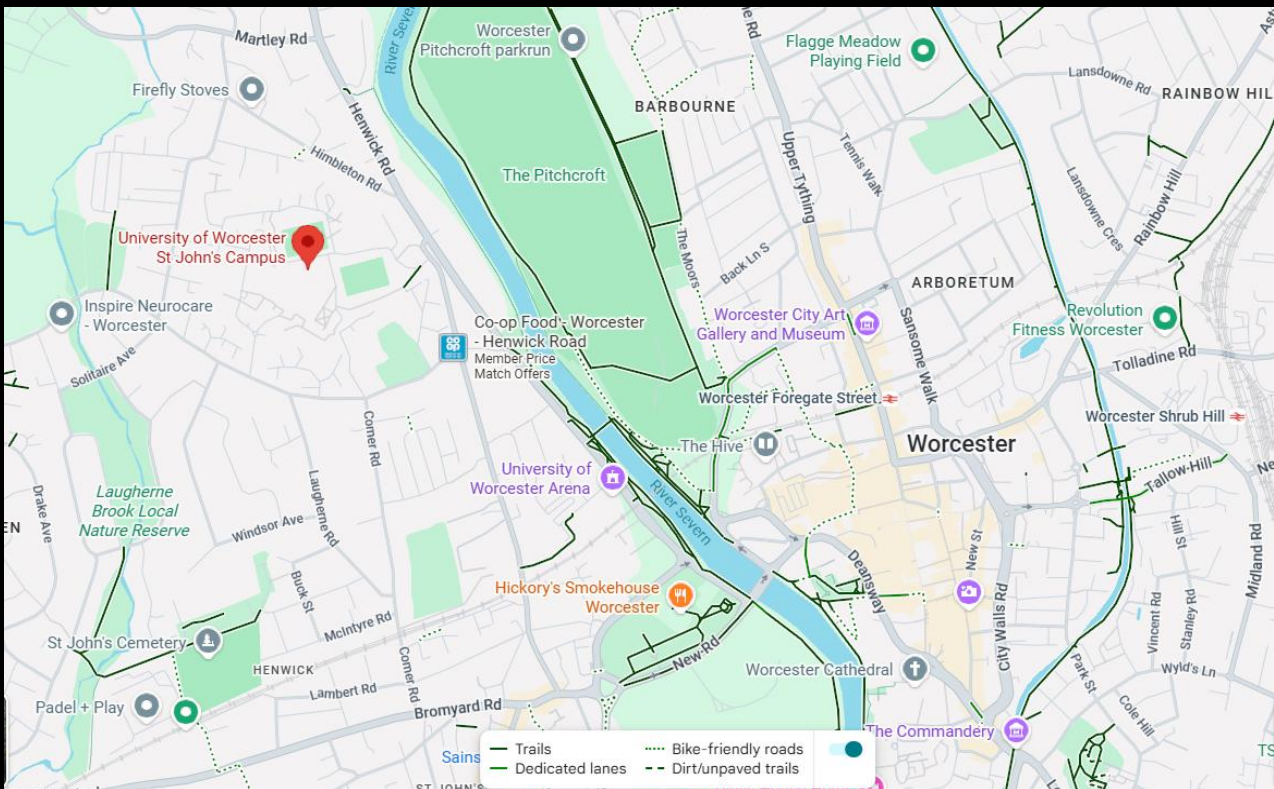 Worcester
Pitchcroft parkrun
Flagge Meadow
Playing Field
Martley Rd
River Sever
Firefly Stoves
Lansdowne Rd
RAINBOW HIL
BARBOURNE
Henwick Rd
Himbleton Rd
The Pitchcroft
Upper Tything
Tennis Walk
Lansdowne Cres
Rainbow Hill
University of Worcester
St John's Campus
The Moors
Back Ln S
ARBORETUM
Inspire Neurocare
- Worcester
Co-op Food - Worcester
- Henwick Road
Member Price
Match Offers
Worcester City Art
Gallery and Museum
Sansome Walk
Revolution
Fitness Worcester
Solitaire Ave
Tolladine Rd
Worcester Foregate Street
Worcester Shrub Hill
Comer Rd
The Hive
Worcester
University of
Worcester Arena
River Severn
Tallow Hill
Drake Ave
Laugherne
Brook Local
Nature Reserve
Laugherne Rd
Windsor Ave
EN
Hill St
Midland Rd
Buck St
Hickory's Smokehouse
Worcester
Deansway
New St
City Walls Rd
McIntyre Rd
Vincent Rd
Stanley Rd
St John's Cemetery
HENWICK
Comer Rd
New Rd
Worcester Cathedral
Park St
Wyld's Ln
Lambert Rd
Padel + Play
Bromyard Rd
Cole Hill
The Commandery
Sains
Trails
Bike-friendly roads
Dedicated lanes
Dirt/unpaved trails
TS
ST JOHN'S